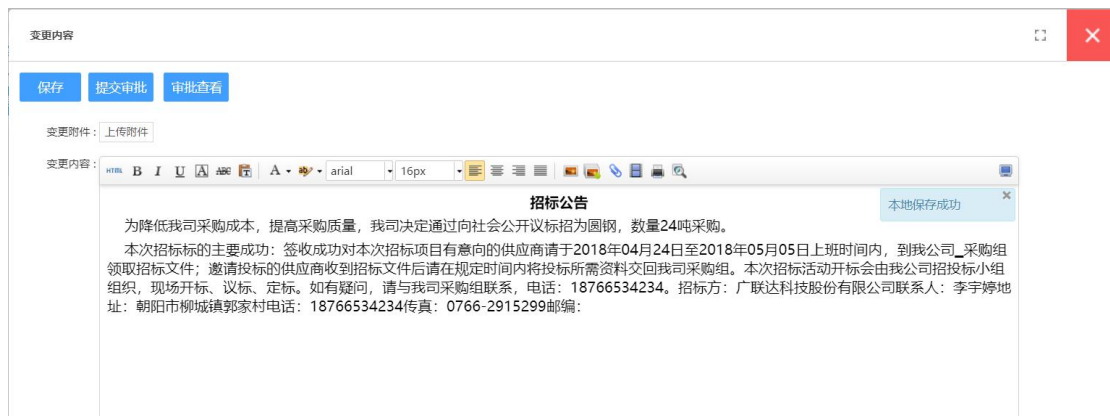 变更内容
保存 提交审批 审批查看
变更附件: 上传附件
变更内容:
HTML B I U A ABC A arial 16px
招标公告
本地保存成功
为降低我司采购成本，提高采购质量，我司决定通过向社会公开议标招为圆钢，数量24吨采购。
本次招标标的主要成功：签收成功对本次招标项目有意向的供应商请于2018年04月24日至2018年05月05日上班时间内，到我公司_采购组
领取招标文件；邀请投标的供应商收到招标文件后请在规定时间内将投标所需资料交回我司采购组。本次招标活动开标会由我公司招投标小组
组织，现场开标、议标、定标。如有疑问，请与我司采购组联系，电话：18766534234。招标方：广联达科技股份有限公司联系人：李宇婷地
址：朝阳市柳城镇郭家村电话：18766534234传真：0766-2915299邮编：